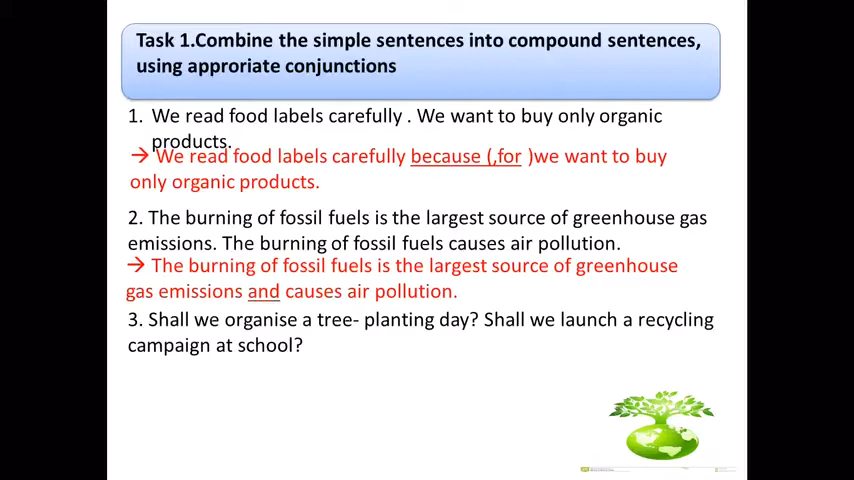 Task 1.Combine the simple sentences into compound sentences,
using approriate conjunctions
1. We read food labels carefully . We want to buy only organic
products.
→ We read food labels carefully because (,for )we want to buy
only organic products.
2. The burning of fossil fuels is the largest source of greenhouse gas
emissions. The burning of fossil fuels causes air pollution.
→ The burning of fossil fuels is the largest source of greenhouse
gas emissions and causes air pollution.
3. Shall we organise a tree- planting day? Shall we launch a recycling
campaign at school?